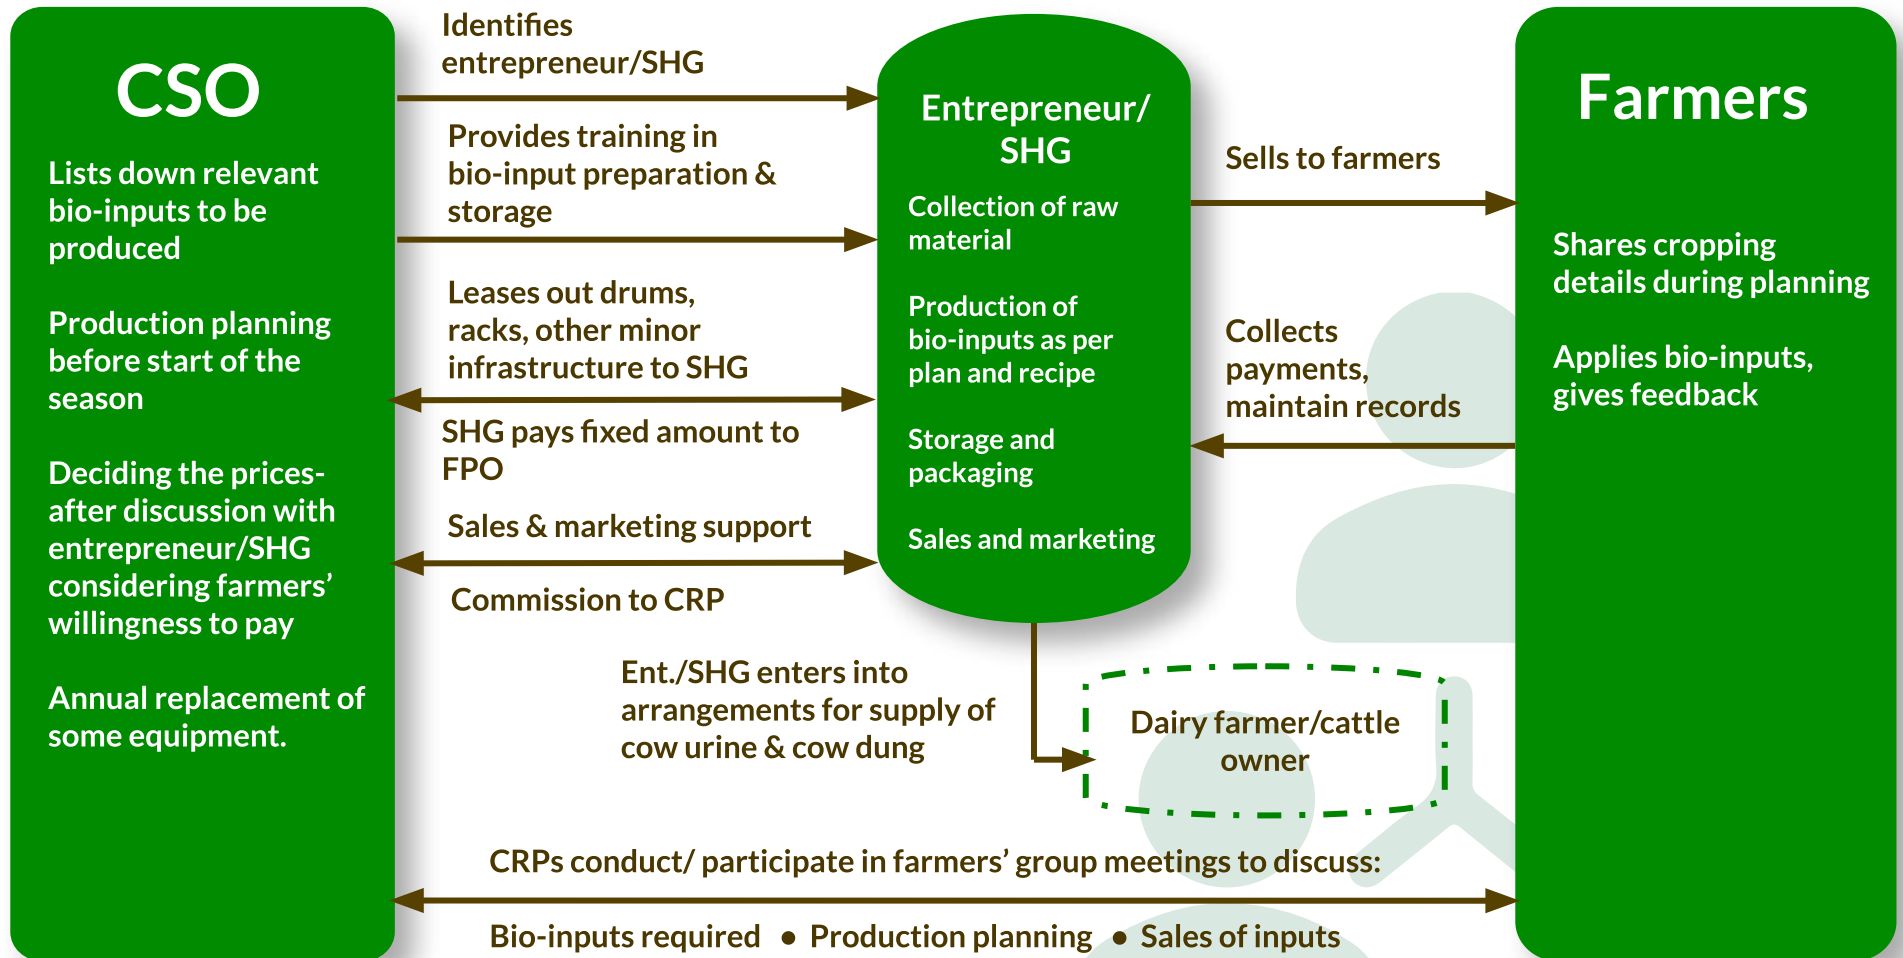 CSO
Lists down relevant
bio-inputs to be
produced
Production planning
before start of the
season
Deciding the prices-
after discussion with
entrepreneur/SHG
considering farmers’
willingness to pay
Annual replacement of
some equipment.
Identifies
entrepreneur/SHG
Provides training in
bio-input preparation &
storage
Leases out drums,
racks, other minor
infrastructure to SHG
SHG pays fixed amount to
FPO
Sales & marketing support
Commission to CRP
Entrepreneur/
SHG
Collection of raw
material
Production of
bio-inputs as per
plan and recipe
Storage and
packaging
Sales and marketing
Sells to farmers
Collects
payments,
maintain records
Farmers
Shares cropping
details during planning
Applies bio-inputs,
gives feedback
Ent./SHG enters into
arrangements for supply of
cow urine & cow dung
Dairy farmer/cattle
owner
CRPs conduct/ participate in farmers’ group meetings to discuss:
Bio-inputs required ● Production planning ● Sales of inputs